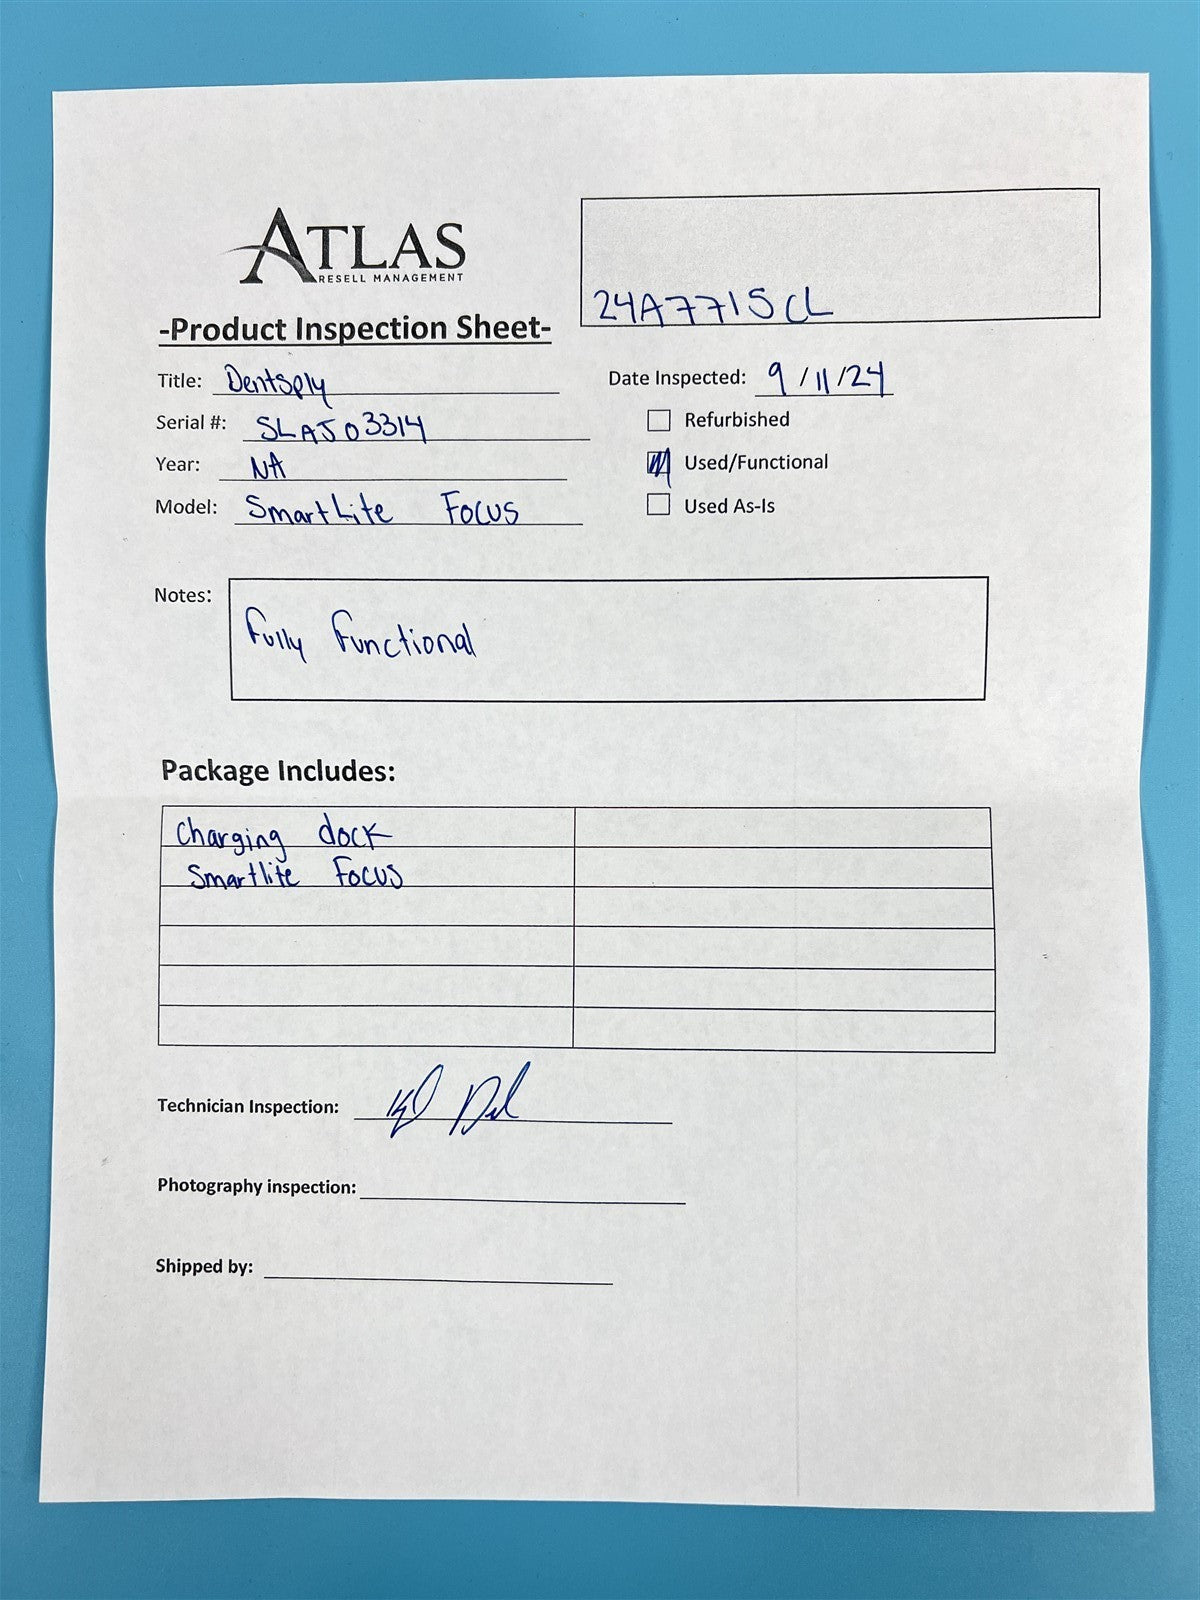 ATLAS
RESELL MANAGEMENT
24A7715CL
-Product Inspection Sheet-
Title: Dentsply
Date Inspected: 9/11/24
Serial #: SLAJ03314
Refurbished
Year: NA
Used/Functional
Model: SmartLite Focus
Used As-Is
Notes:
Fully Functional
Package Includes:
Charging dock
Smartlite Focus
Technician Inspection:
Photography inspection:
Shipped by: